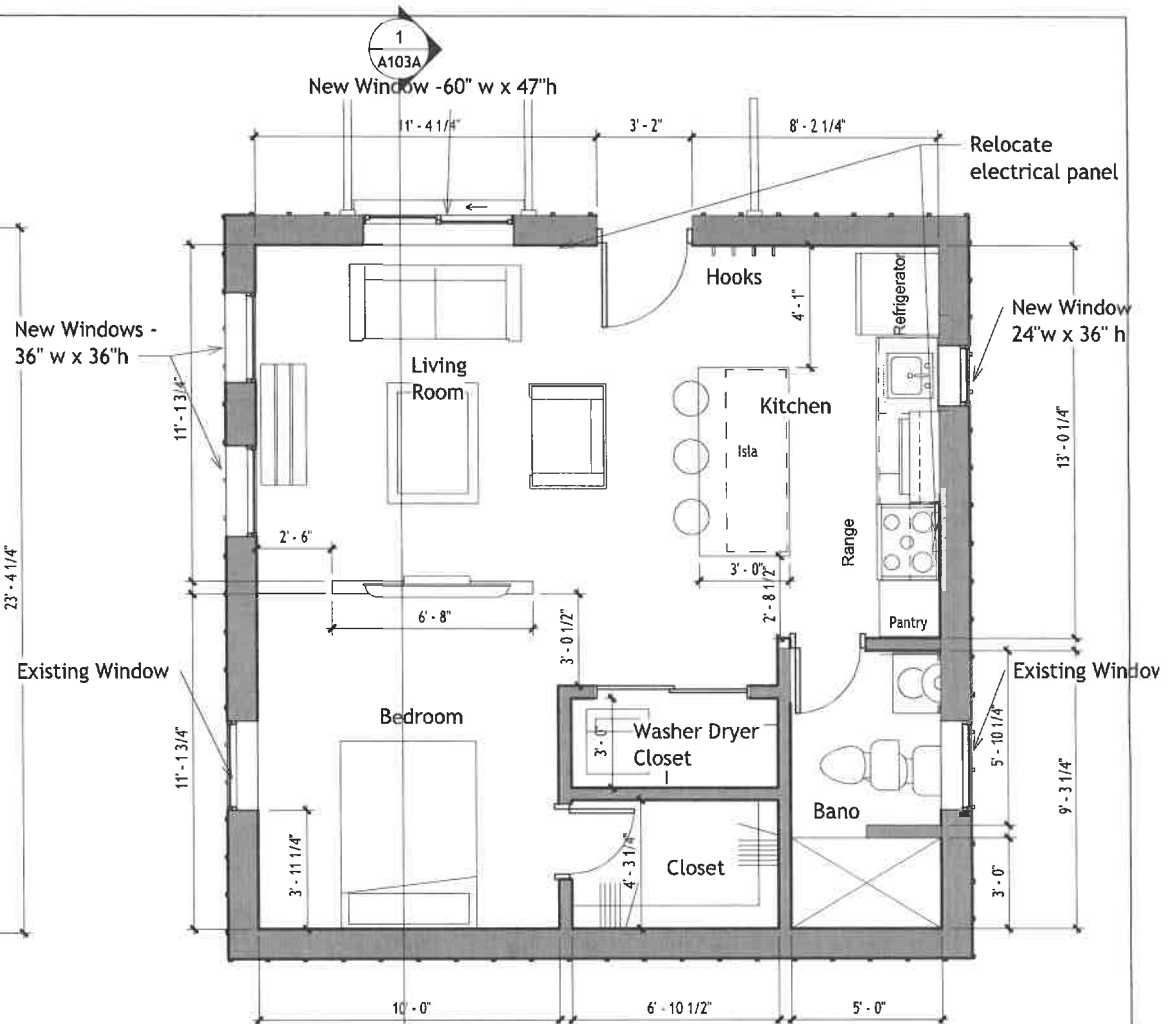 1
A103A
New Window -60" w x 47"h
11' - 4 1/4"
3' - 2"
8' - 2 1/4"
Relocate
electrical panel
Hooks
Refrigerator
4' - 1"
New Windows -
36" w x 36"h
New Window
24"w x 36" h
Living
Room
Kitchen
11' - 1 3/4"
13' - 0 1/4"
Isla
Range
2' - 6"
23' - 4 1/4"
3' - 0"
2' - 8 1/2"
6' - 8"
3' - 0 1/2"
Pantry
Existing Window
Existing Window
Bedroom
Washer Dryer
Closet
3' - 0"
5' - 10 1/4"
11' - 1 3/4"
9' - 3 1/4"
Bano
3' - 11 1/4"
4' - 3 1/4"
Closet
3' - 0"
10' - 0"
6' - 10 1/2"
5' - 0"